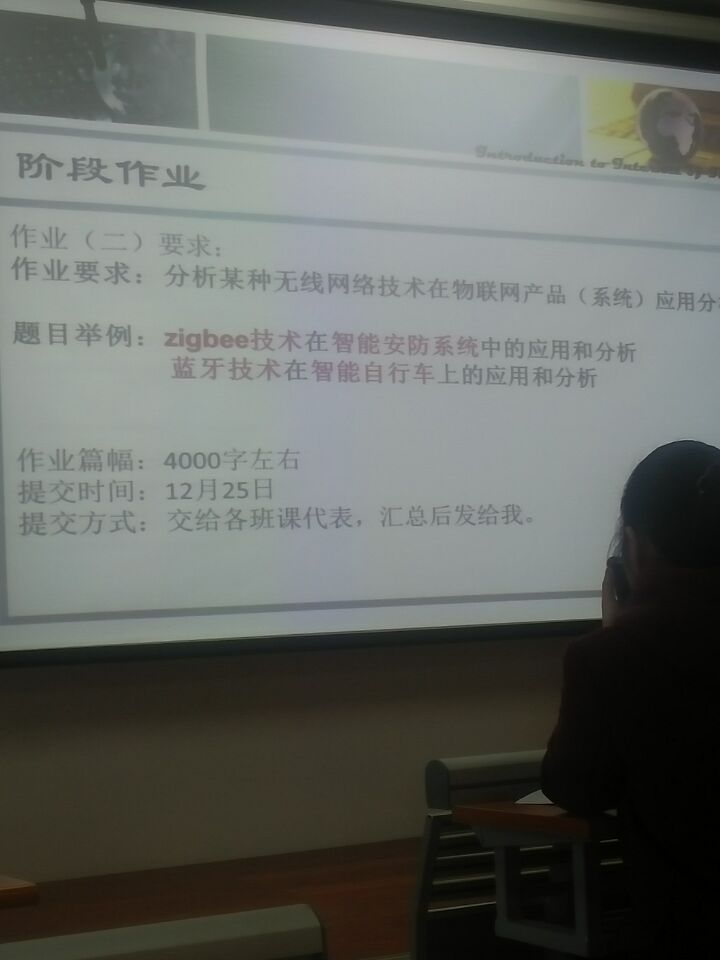 Introduction to
阶段作业
作业（二）要求：
作业要求：分析某种无线网络技术在物联网产品（系统）应用分
题目举例：zigbee技术在智能安防系统中的应用和分析
蓝牙技术在智能自行车上的应用和分析
作业篇幅：4000字左右
提交时间：12月25日
提交方式：交给各班课代表，汇总后发给我。